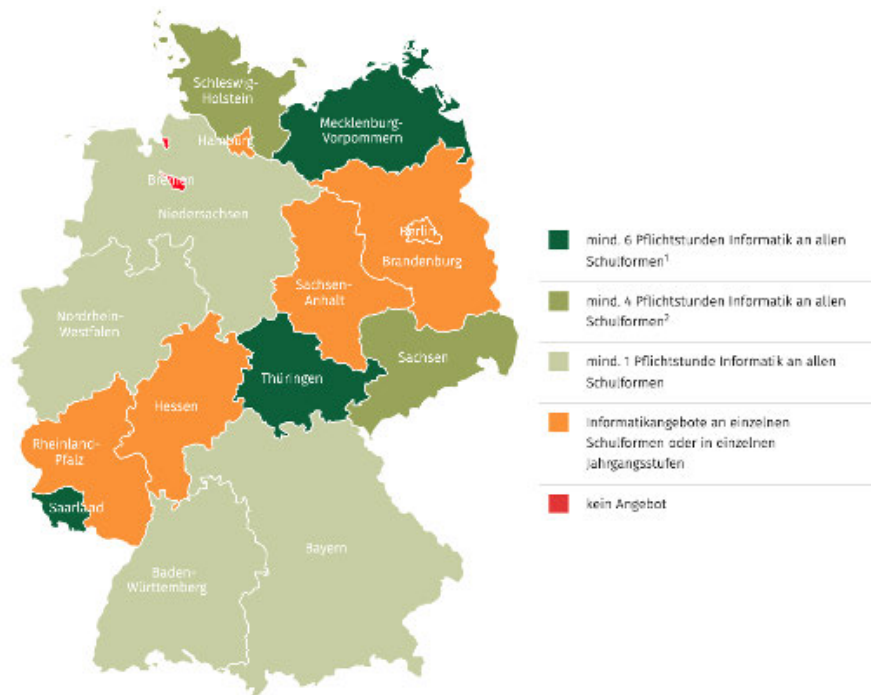 Schleswig-
Holstein
Mecklenburg-
Vorpommern
Hamburg
Bremen
Niedersachsen
Berlin
Brandenburg
Sachsen-
Anhalt
Nordrhein-
Westfalen
Sachsen
Thüringen
Hessen
Rheinland-
Pfalz
Saarlaad
Bayern
Baden-
Württemberg
mind. 6 Pflichtstunden Informatik an allen
Schulformen¹
mind. 4 Pflichtstunden Informatik an allen
Schulformen²
mind. 1 Pflichtstunde Informatik an allen
Schulformen
Informatikangebote an einzelnen
Schulformen oder in einzelnen
Jahrgangsstufen
kein Angebot